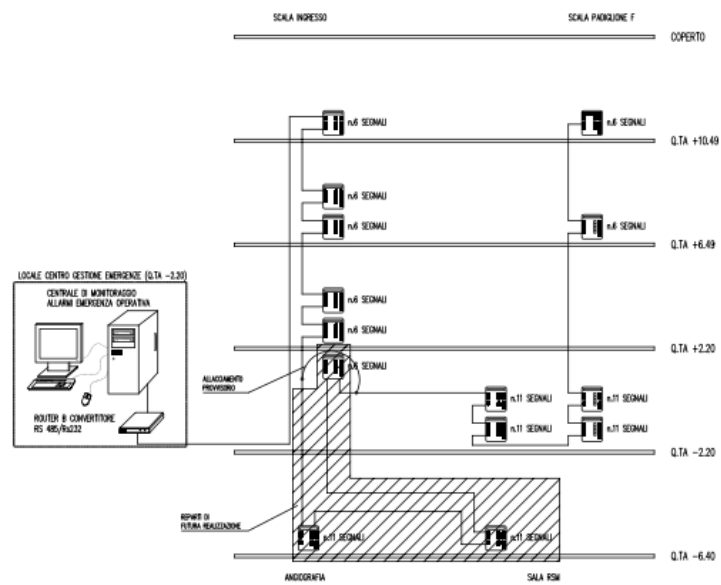 SCALA INGRESSO
SCALA PADIGLIONE F
COPERTO
n.6 SEGNALI
n.6 SEGNALI
Q.TA +10.49
n.6 SEGNALI
n.6 SEGNALI
n.6 SEGNALI
Q.TA +6.49
LOCALE CENTRO GESTIONE EMERGENZE (Q.TA -2.20)
CENTRALE DI MONITORAGGIO
ALLARMI EMERGENZA OPERATIVA
n.6 SEGNALI
n.6 SEGNALI
Q.TA +2.20
n.6 SEGNALI
ALLACCIAMENTO
PROVVISORIO
n.11 SEGNALI
n.11 SEGNALI
ROUTER B CONVERTITORE
RS 485/Rs232
n.11 SEGNALI
n.11 SEGNALI
Q.TA -2.20
REPARTI DI
FUTURA REALIZZAZIONE
n.11 SEGNALI
n.11 SEGNALI
Q.TA -6.40
ANGIOGRAFIA
SALA RSM